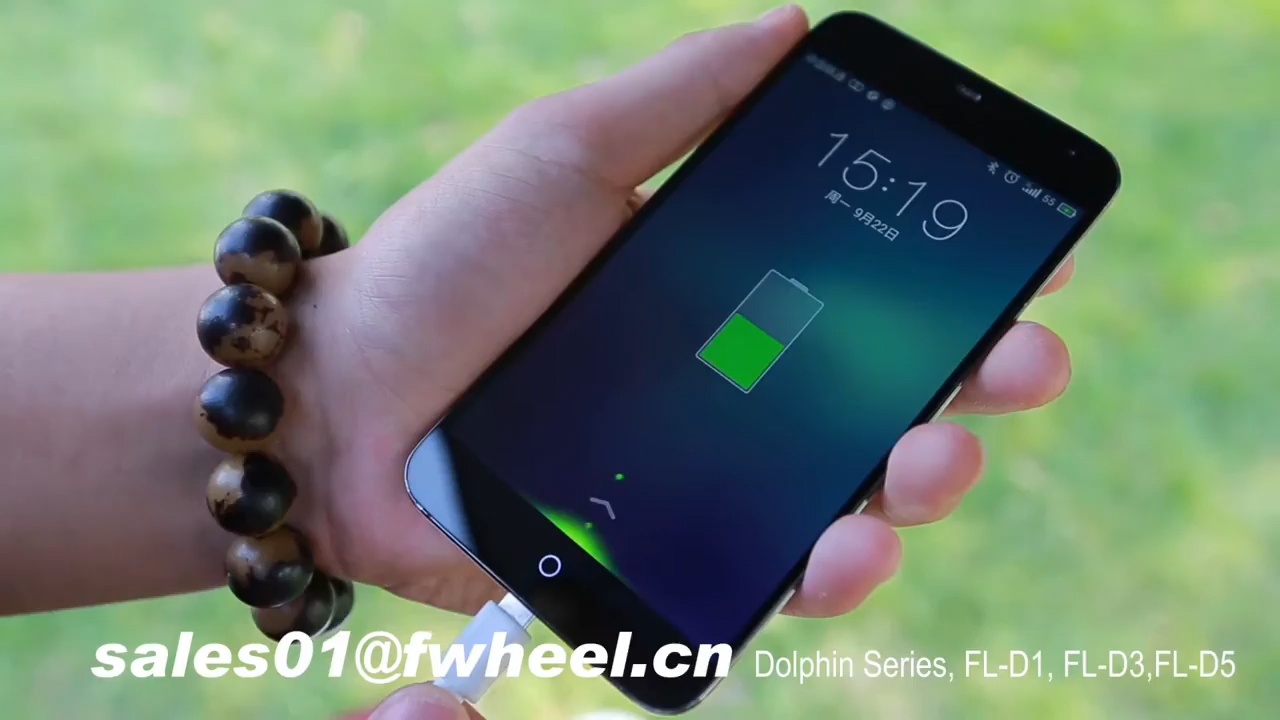 55
15:19
周一 9月22日
sales01@fwheel.cn Dolphin Series, FL-D1, FL-D3,FL-D5